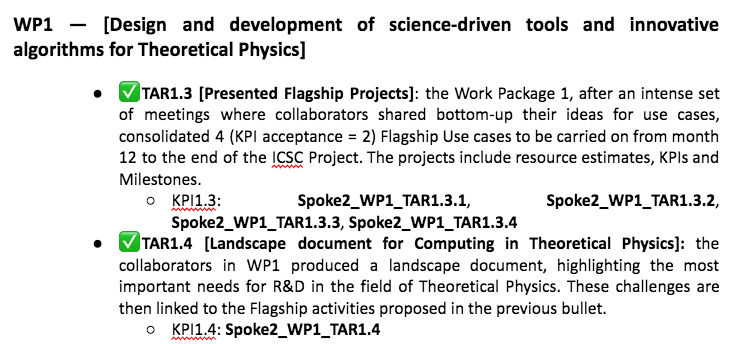 WP1 — [Design and development of science-driven tools and innovative
algorithms for Theoretical Physics]
● ✅TAR1.3 [Presented Flagship Projects]: the Work Package 1, after an intense set
of meetings where collaborators shared bottom-up their ideas for use cases,
consolidated 4 (KPI acceptance = 2) Flagship Use cases to be carried on from month
12 to the end of the ICSC Project. The projects include resource estimates, KPIs and
Milestones.
○ KPI1.3: Spoke2_WP1_TAR1.3.1, Spoke2_WP1_TAR1.3.2,
Spoke2_WP1_TAR1.3.3, Spoke2_WP1_TAR1.3.4
● ✅TAR1.4 [Landscape document for Computing in Theoretical Physics]: the
collaborators in WP1 produced a landscape document, highlighting the most
important needs for R&D in the field of Theoretical Physics. These challenges are
then linked to the Flagship activities proposed in the previous bullet.
○ KPI1.4: Spoke2_WP1_TAR1.4